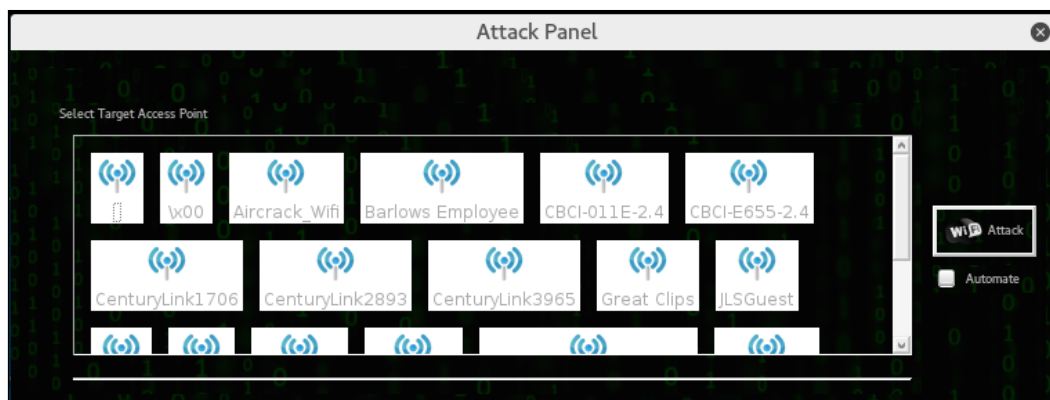 Attack Panel
Select Target Access Point
[] \x00 Aircrack_Wifi Barlows Employee CBCI-011E-2.4 CBCI-E655-2.4
WiFi Attack
CenturyLink1706 CenturyLink2893 CenturyLink3965 Great Clips JLSGuest
Automate